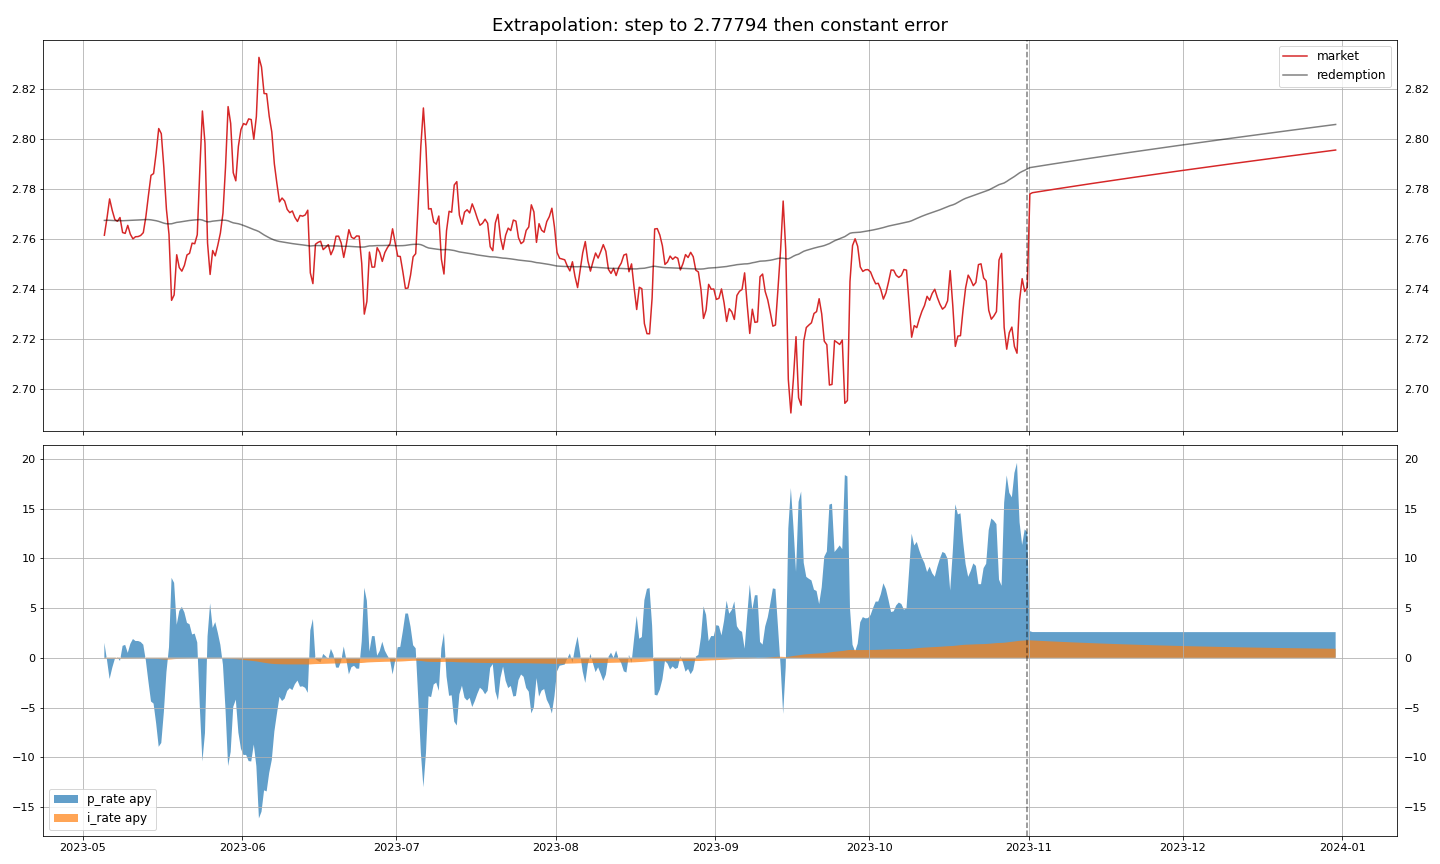 Extrapolation: step to 2.77794 then constant error
market
redemption
2.82 2.82
2.80 2.80
2.78 2.78
2.76 2.76
2.74 2.74
2.72 2.72
2.70 2.70
20 20
15 15
10 10
5 5
0 0
−5 −5
−10 −10
−15 −15
p_rate apy
i_rate apy
2023-05 2023-06 2023-07 2023-08 2023-09 2023-10 2023-11 2023-12 2024-01